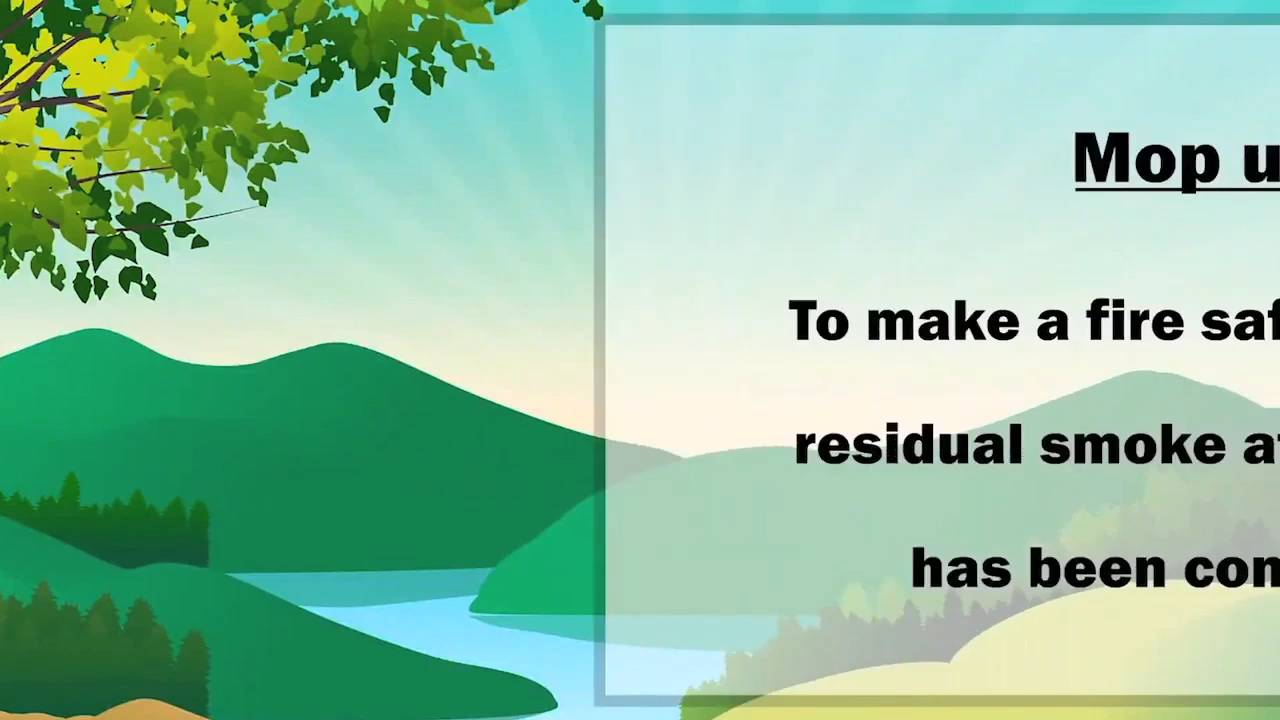 Mop u
To make a fire saf
residual smoke a
has been con